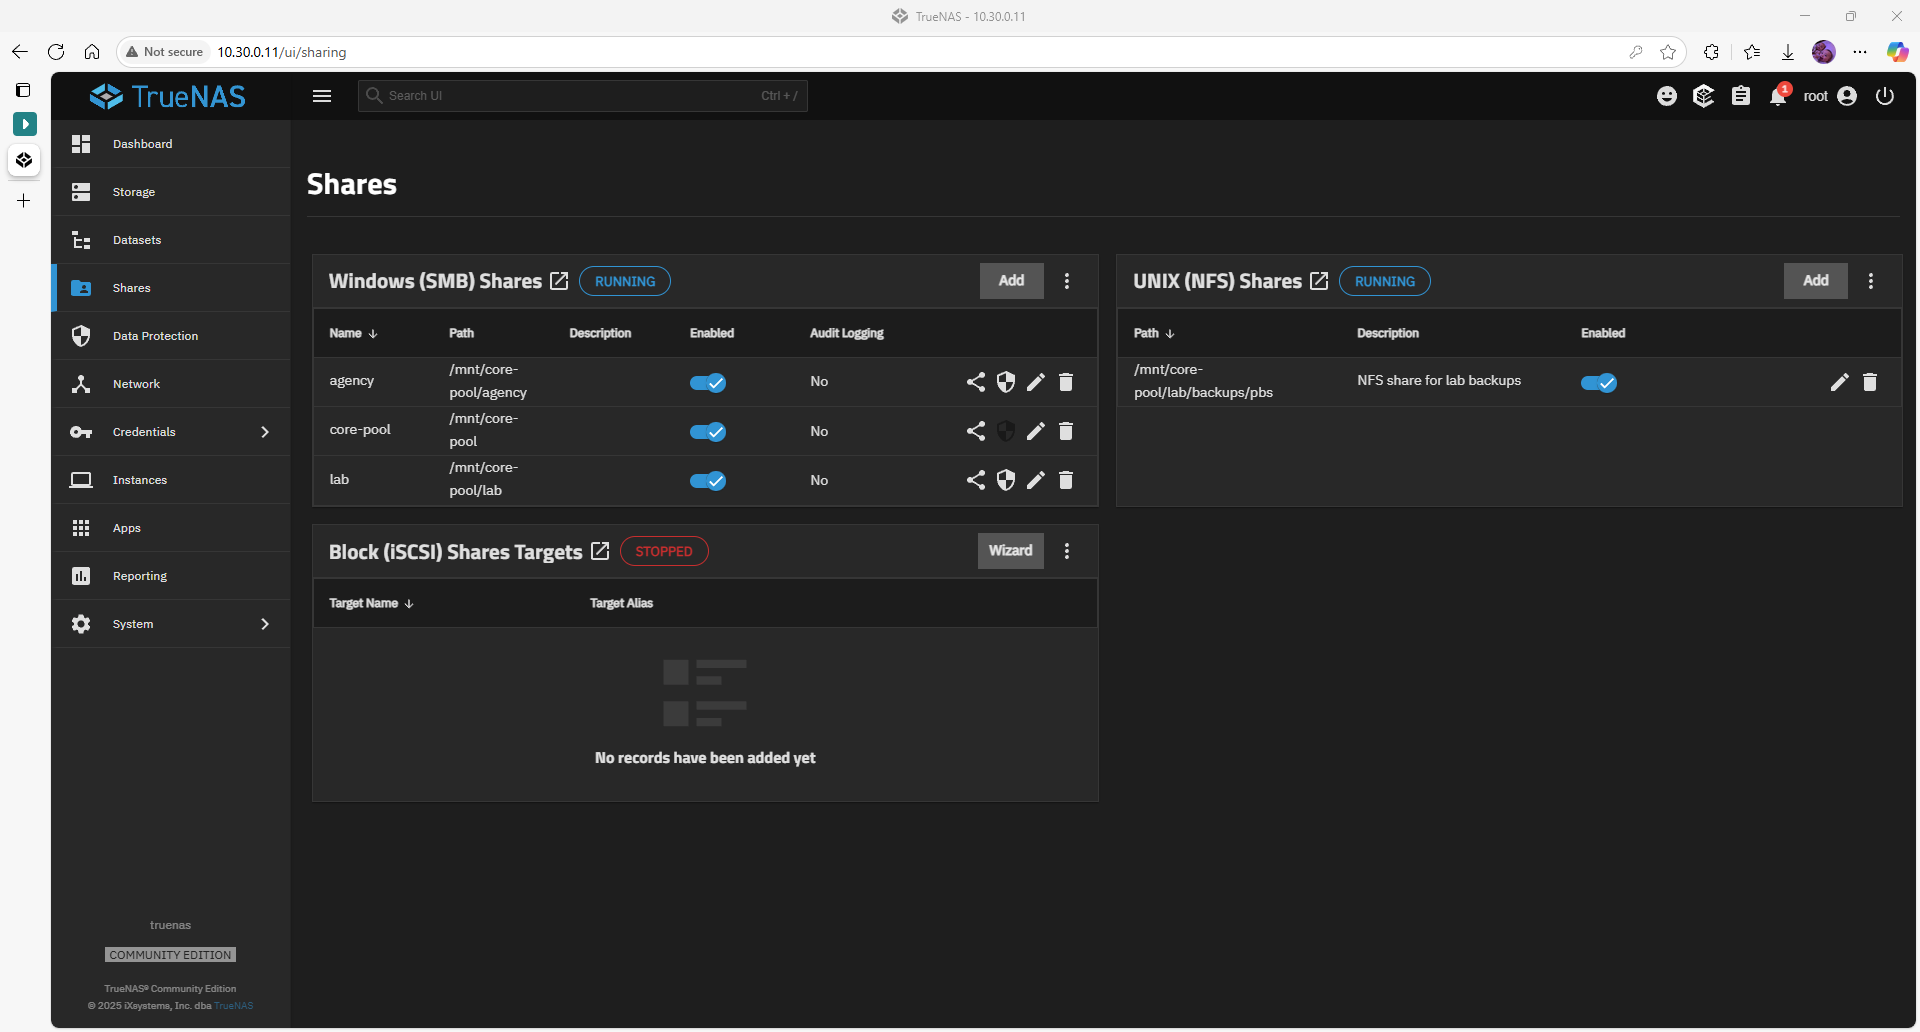 TrueNAS - 10.30.0.11
Not secure
10.30.0.11/ui/sharing
TrueNAS
Search UI
Ctrl + /
1
root
Dashboard
Storage
Datasets
Shares
Data Protection
Network
Credentials
Instances
Apps
Reporting
System
truenas
COMMUNITY EDITION
TrueNAS® Community Edition
© 2025 iXsystems, Inc. dba TrueNAS
Shares
Windows (SMB) Shares
RUNNING
Add
Name
Path
Description
Enabled
Audit Logging
agency
/mnt/core-
pool/agency
No
core-pool
/mnt/core-
pool
No
lab
/mnt/core-
pool/lab
No
UNIX (NFS) Shares
RUNNING
Add
Path
Description
Enabled
/mnt/core-
pool/lab/backups/pbs
NFS share for lab backups
Block (iSCSI) Shares Targets
STOPPED
Wizard
Target Name
Target Alias
No records have been added yet